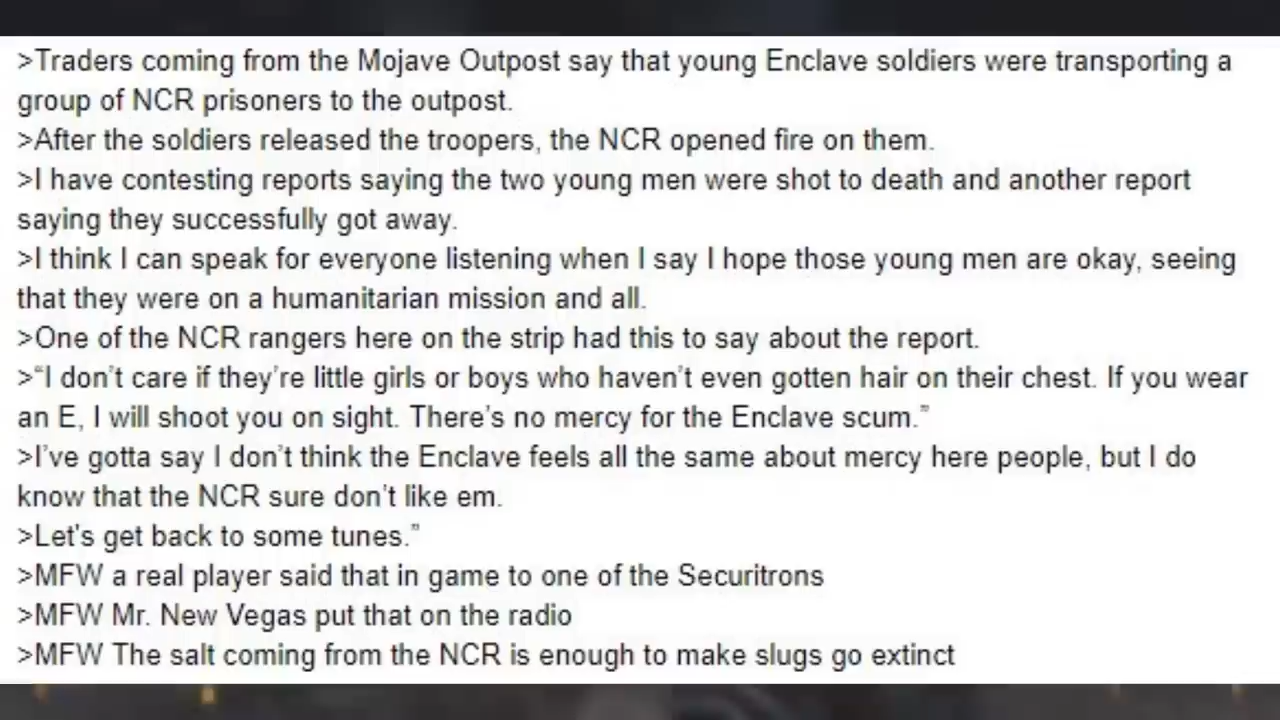 >Traders coming from the Mojave Outpost say that young Enclave soldiers were transporting a
group of NCR prisoners to the outpost.
>After the soldiers released the troopers, the NCR opened fire on them.
>I have contesting reports saying the two young men were shot to death and another report
saying they successfully got away.
>I think I can speak for everyone listening when I say I hope those young men are okay, seeing
that they were on a humanitarian mission and all.
>One of the NCR rangers here on the strip had this to say about the report.
>“I don’t care if they’re little girls or boys who haven’t even gotten hair on their chest. If you wear
an E, I will shoot you on sight. There’s no mercy for the Enclave scum.”
>I’ve gotta say I don’t think the Enclave feels all the same about mercy here people, but I do
know that the NCR sure don’t like em.
>Let's get back to some tunes.”
>MFW a real player said that in game to one of the Securitrons
>MFW Mr. New Vegas put that on the radio
>MFW The salt coming from the NCR is enough to make slugs go extinct